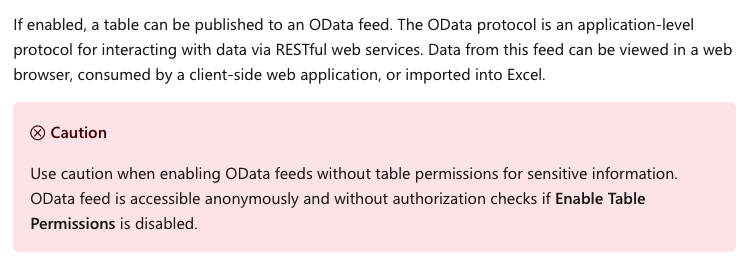 If enabled, a table can be published to an OData feed. The OData protocol is an application-level
protocol for interacting with data via RESTful web services. Data from this feed can be viewed in a web
browser, consumed by a client-side web application, or imported into Excel.
Caution
Use caution when enabling OData feeds without table permissions for sensitive information.
OData feed is accessible anonymously and without authorization checks if Enable Table
Permissions is disabled.